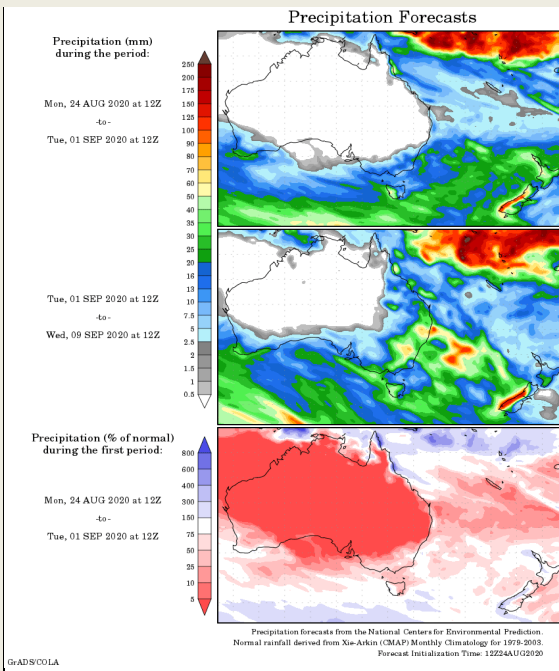 Precipitation Forecasts
Precipitation (mm)
during the period:
Mon, 24 AUG 2020 at 12Z
-to-
Tue, 01 SEP 2020 at 12Z
250
200
175
150
125
100
90
80
70
60
50
40
35
30
25
20
16
13
10
7.5
5
2.5
2
1.5
1
0.5
Tue, 01 SEP 2020 at 12Z
-to-
Wed, 09 SEP 2020 at 12Z
Precipitation (% of normal)
during the first period:
Mon, 24 AUG 2020 at 12Z
-to-
Tue, 01 SEP 2020 at 12Z
800
600
400
300
150
75
50
25
10
5
Precipitation forecasts from the National Centers for Environmental Prediction.
Normal rainfall derived from Xie-Arkin (CMAP) Monthly Climatology for 1979-2003.
Forecast Initialization Time: 12Z24AUG2020
GrADS/COLA